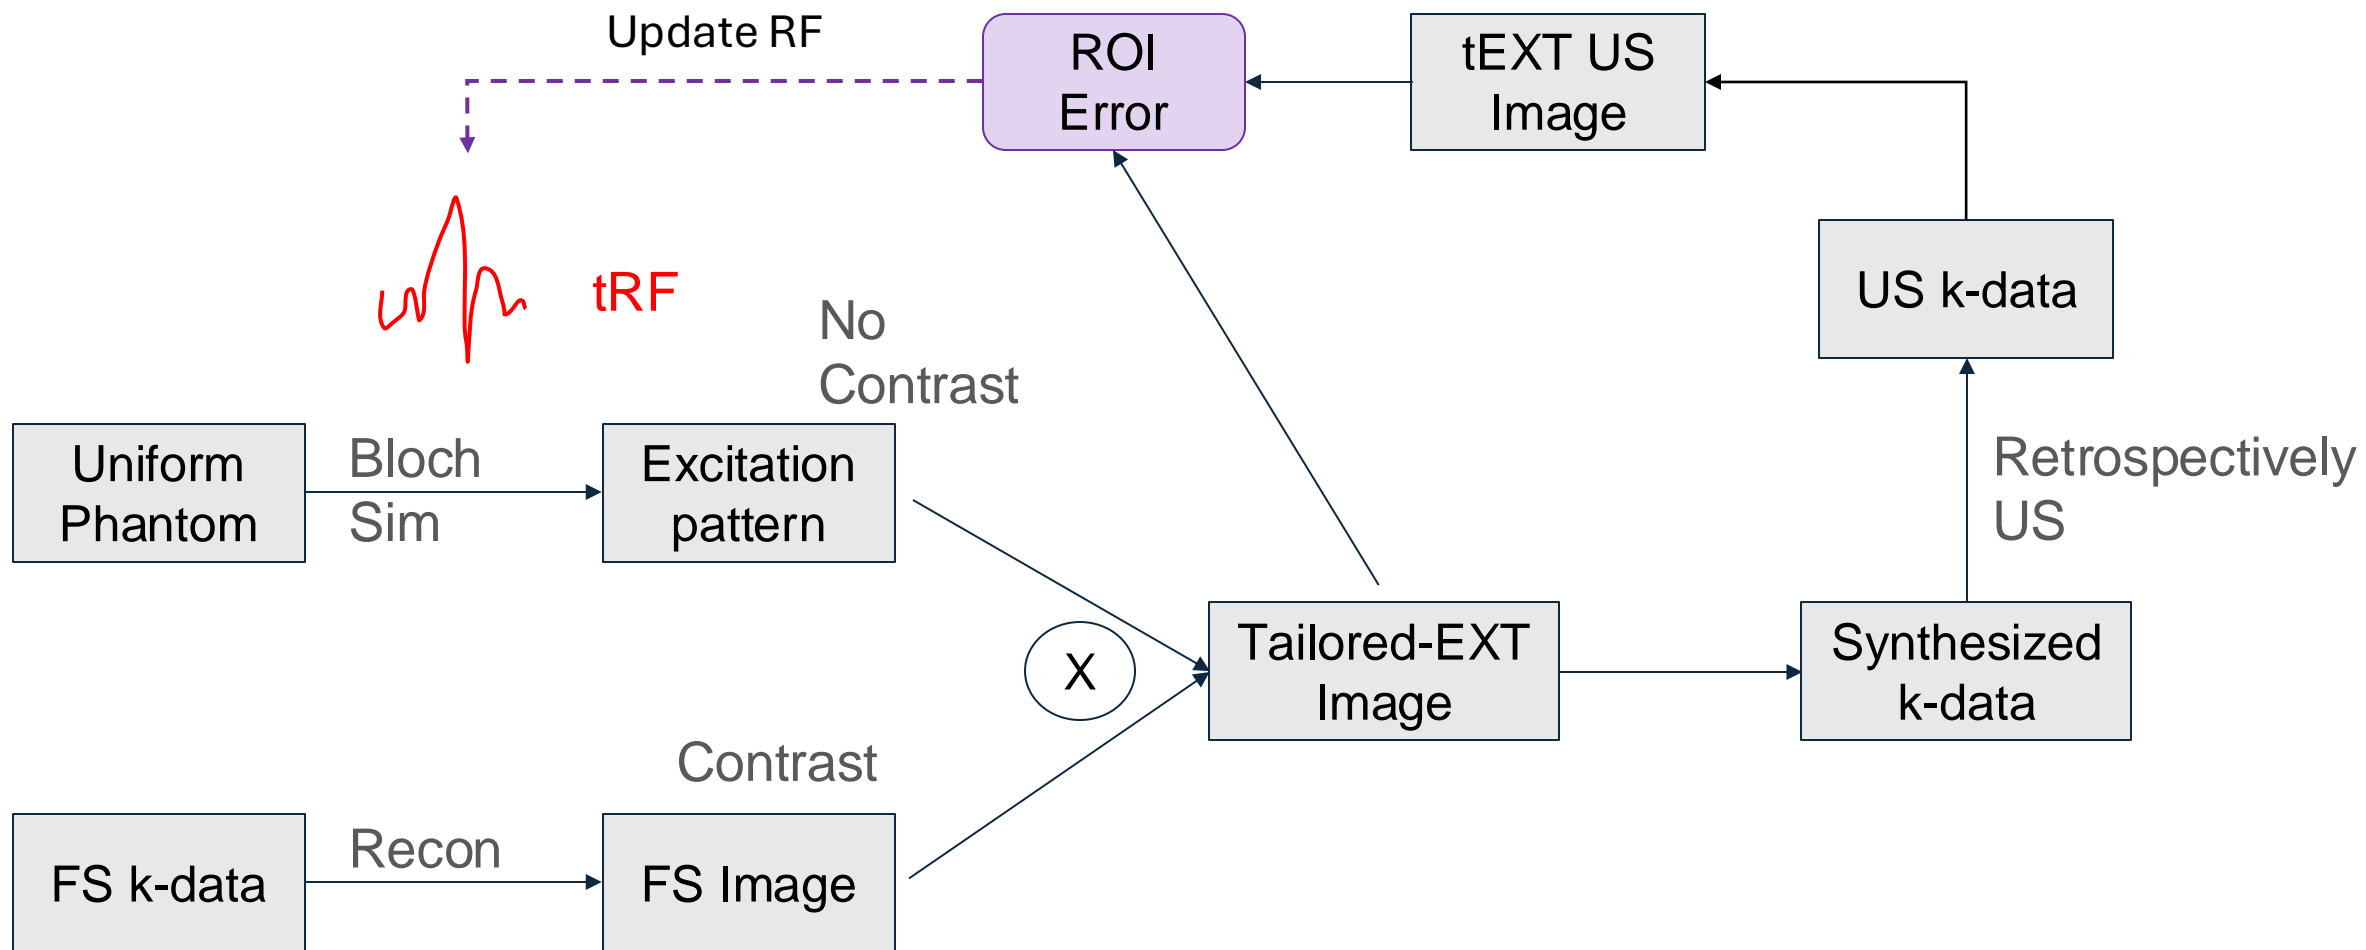 Update RF
ROI
Error
tEXT US
Image
tRF
No
Contrast
US k-data
Uniform
Phantom
Bloch
Sim
Excitation
pattern
Retrospectively
US
X
Tailored-EXT
Image
Synthesized
k-data
Contrast
FS k-data
Recon
FS Image